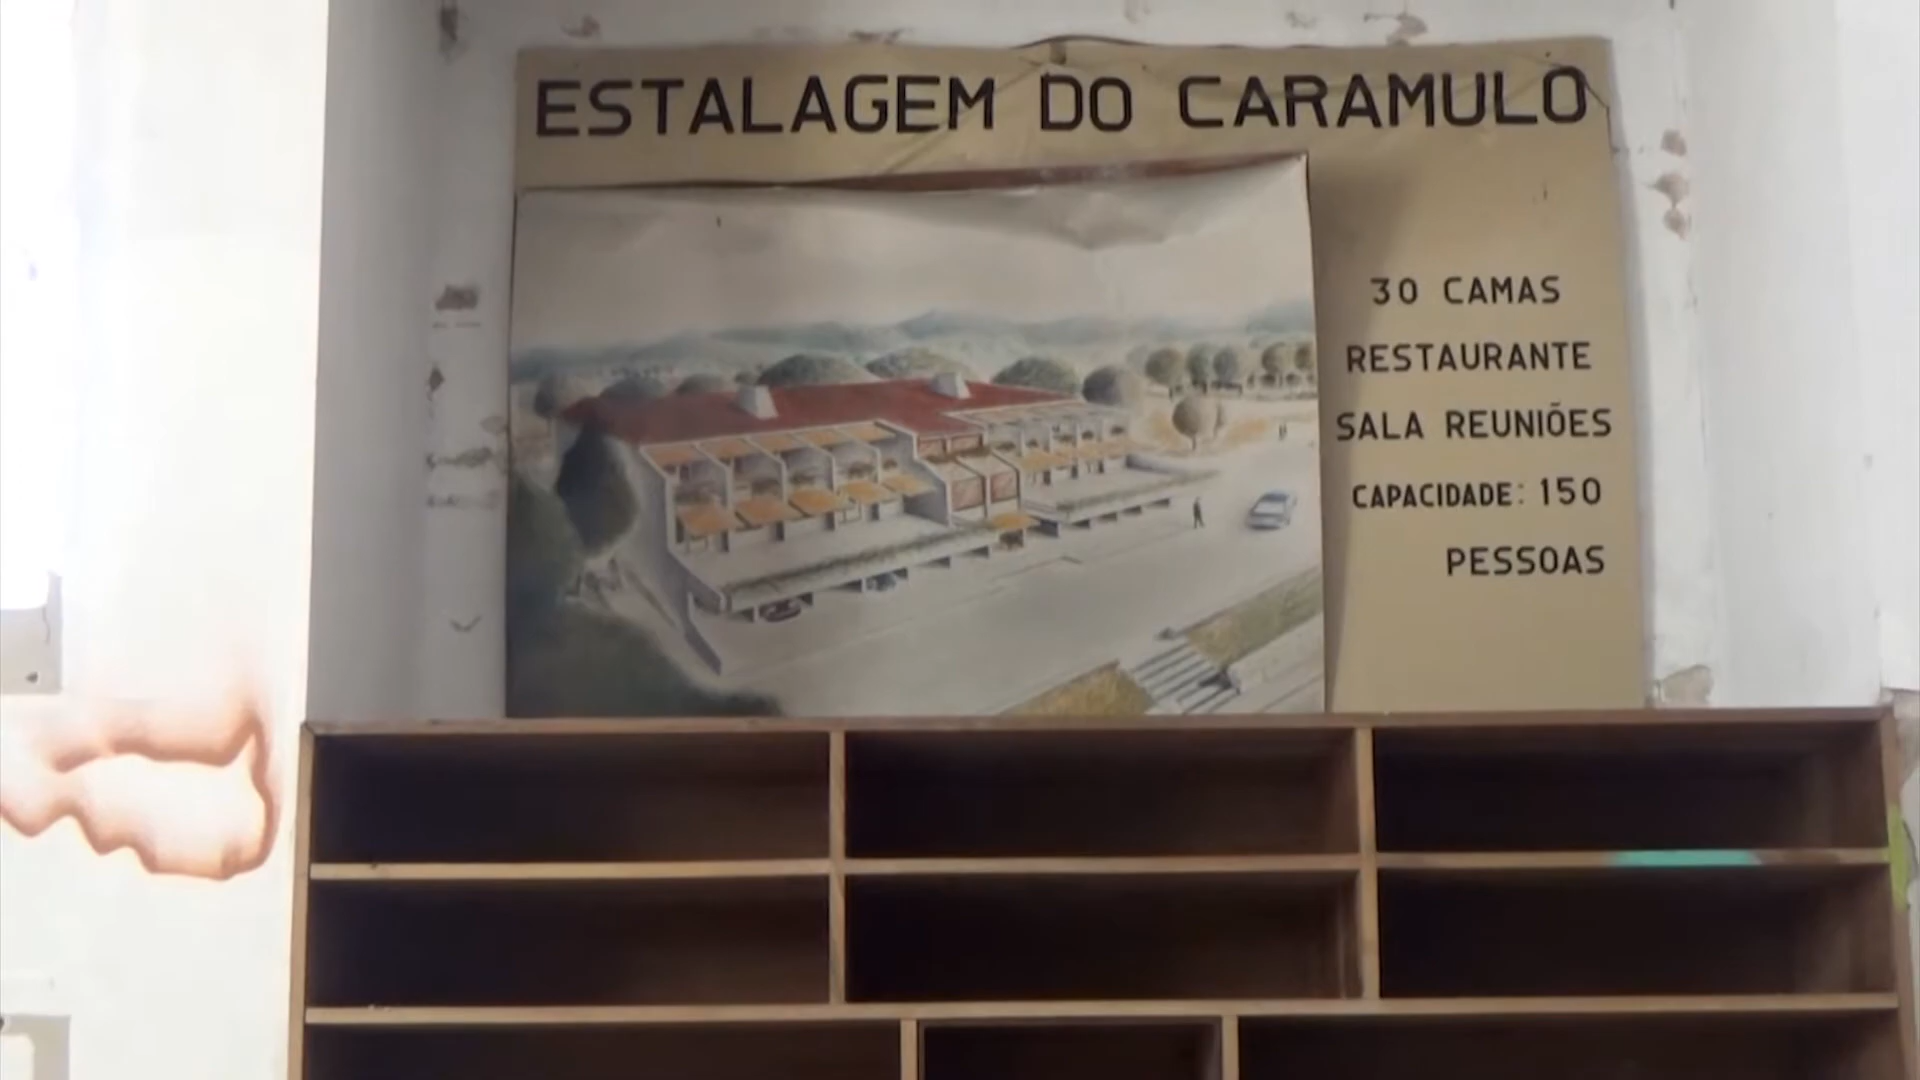 ESTALAGEM DO CARAMULO
30 CAMAS
RESTAURANTE
SALA REUNIÕES
CAPACIDADE: 150
PESSOAS